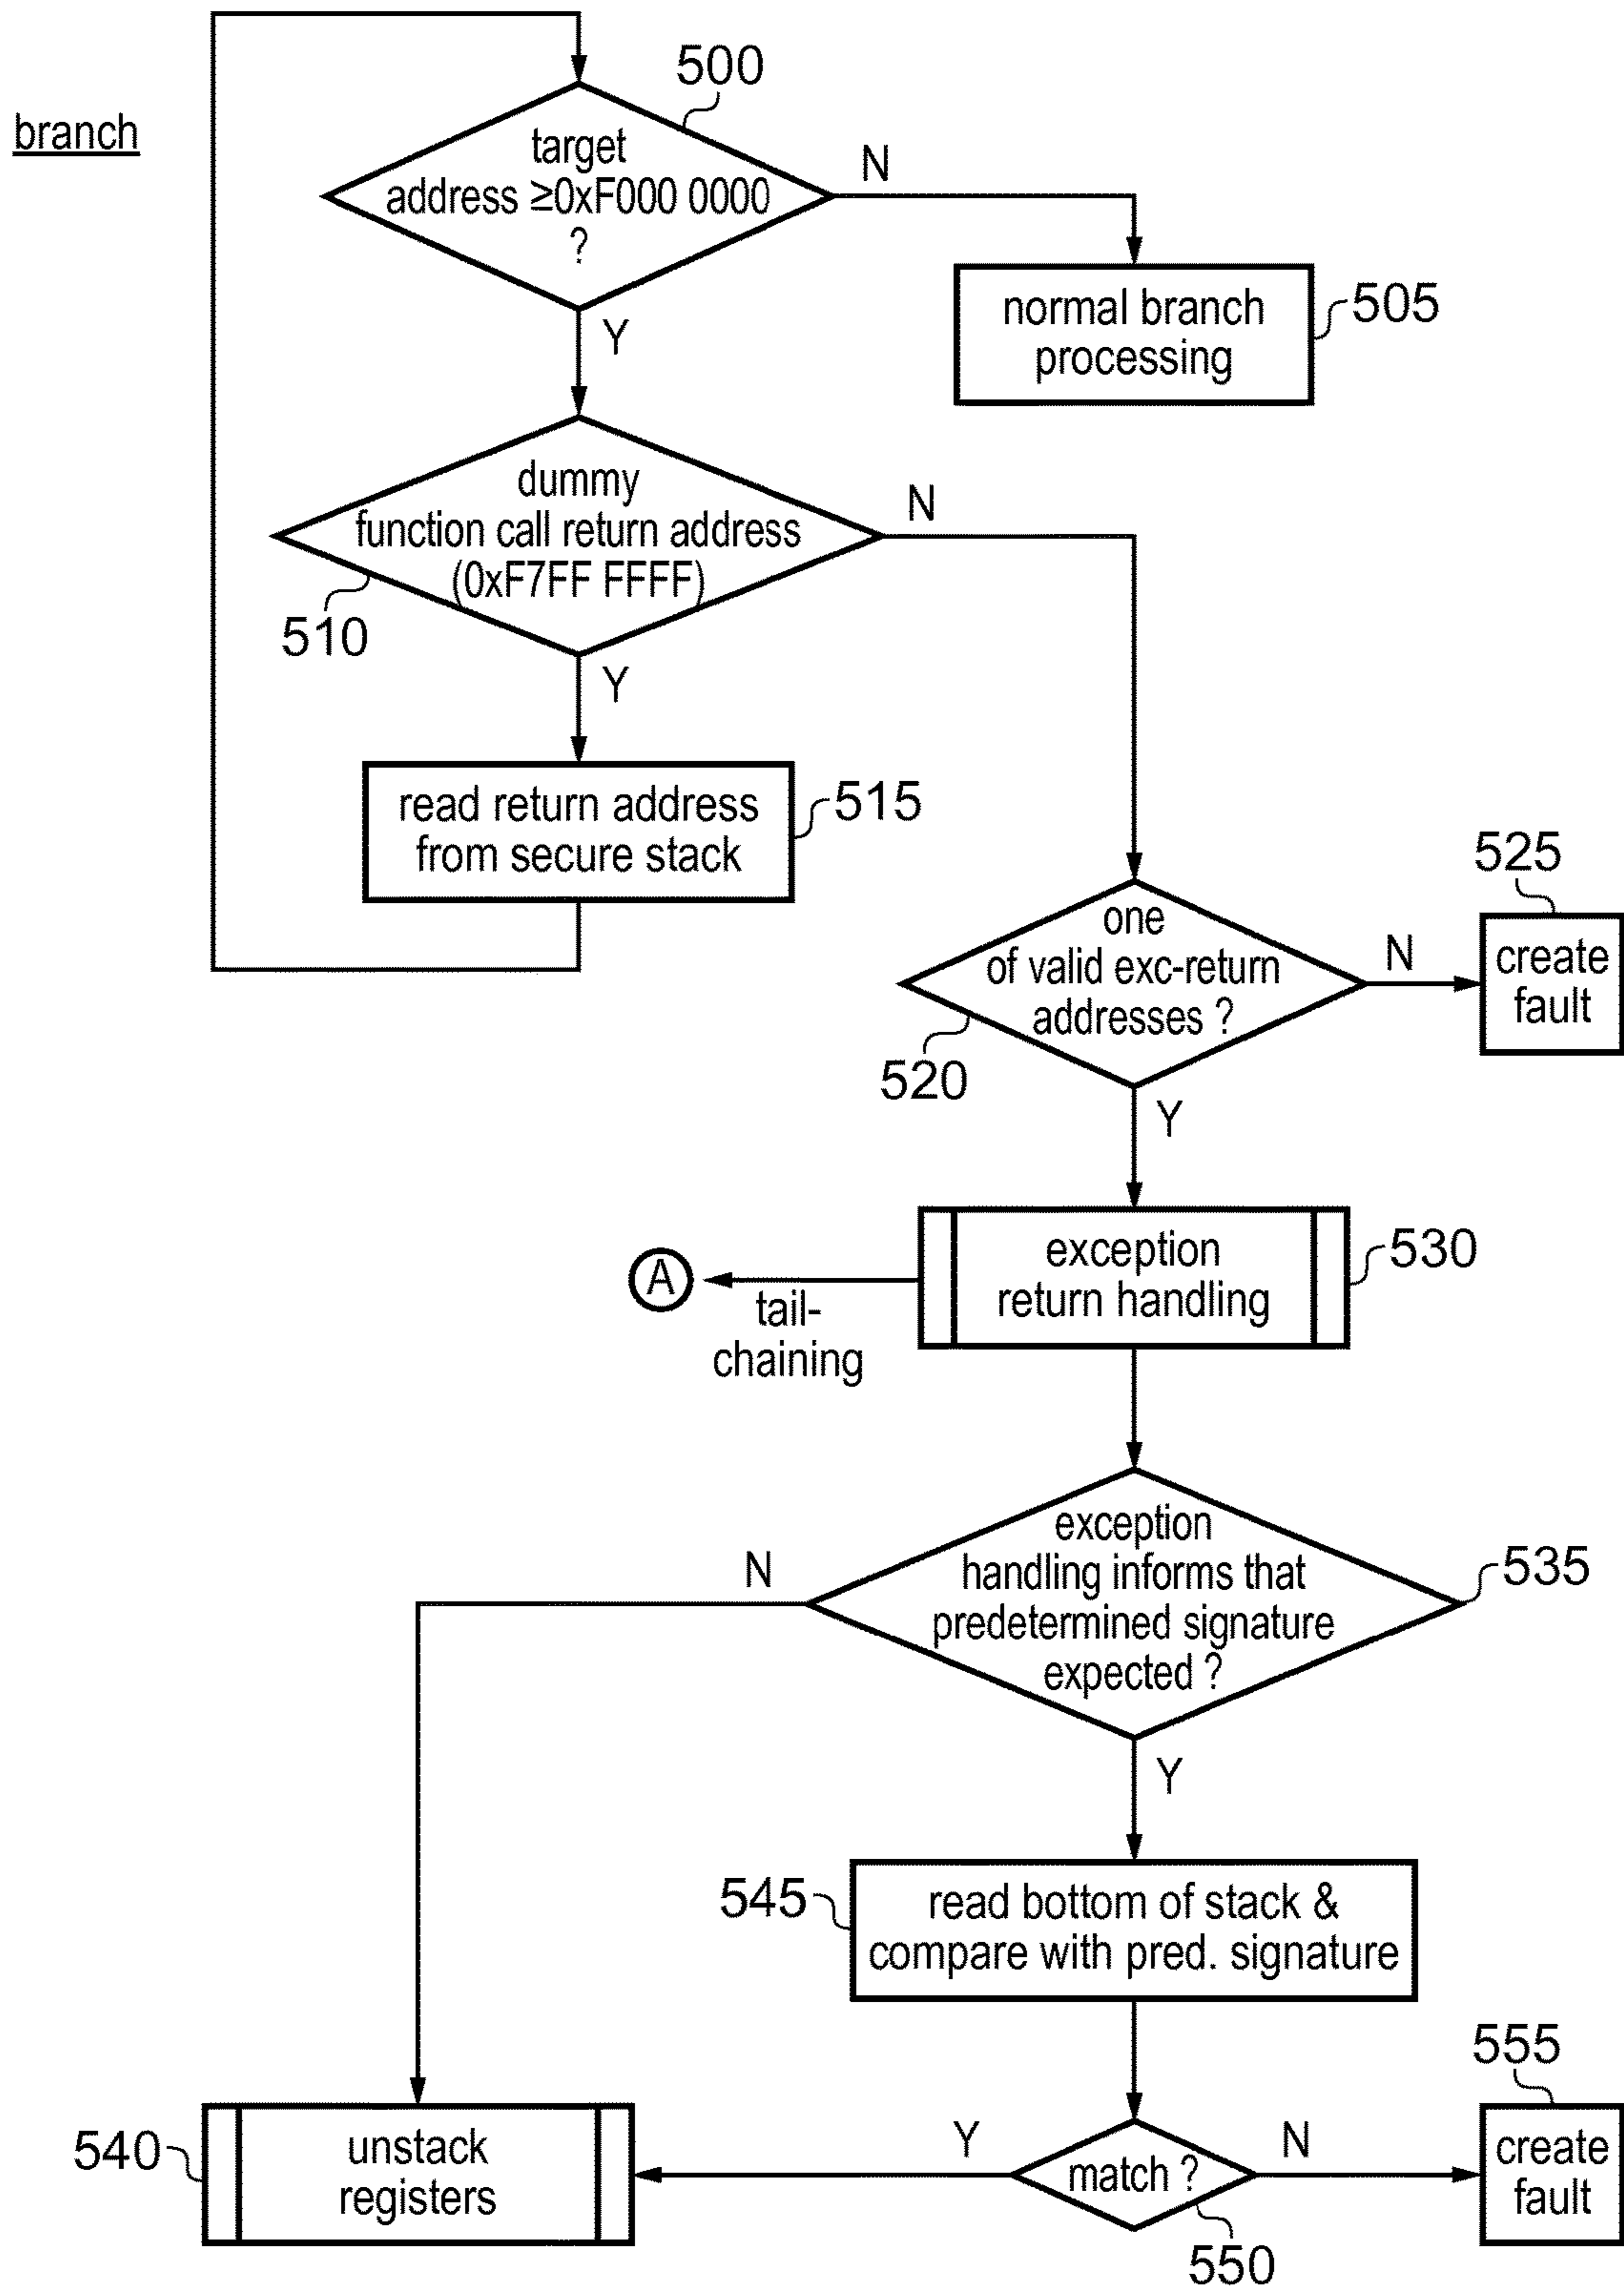 branch
500
target
address ≥0xF000 0000
?
N
Y
normal branch
processing
505
dummy
function call return address
(0xF7FF FFFF)
510
N
Y
read return address
from secure stack
515
one
of valid exc-return
addresses ?
520
N
525
create
fault
Y
exception
return handling
530
A
tail-
chaining
exception
handling informs that
predetermined signature
expected ?
535
N
Y
545
read bottom of stack &
compare with pred. signature
540
unstack
registers
Y
match ?
550
N
555
create
fault